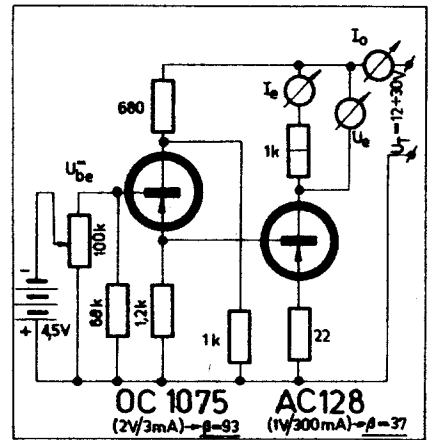 I₀
Iₑ
680
1k
Uₑ
U_T=12÷30V
U⁼be
100k
68k
1,2k
1k
22
-
+ 4,5V
OC 1075 AC128
(2V/3mA)→β=93 (1V/300mA)→β=37